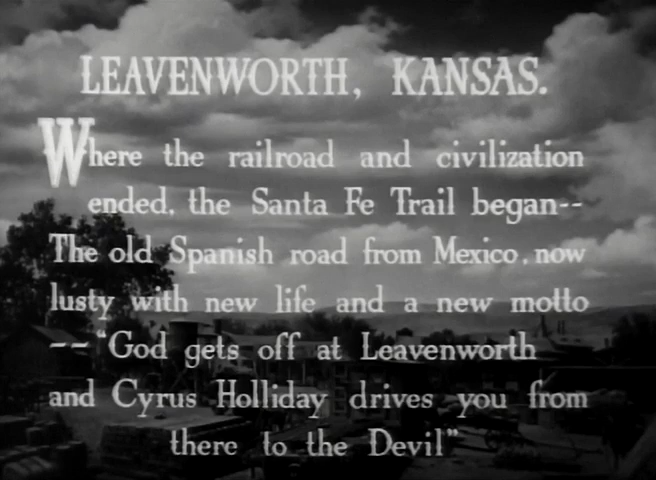 LEAVENWORTH, KANSAS.
Where the railroad and civilization
ended, the Santa Fe Trail began--
The old Spanish road from Mexico, now
lusty with new life and a new motto
--"God gets off at Leavenworth
and Cyrus Holliday drives you from
there to the Devil"